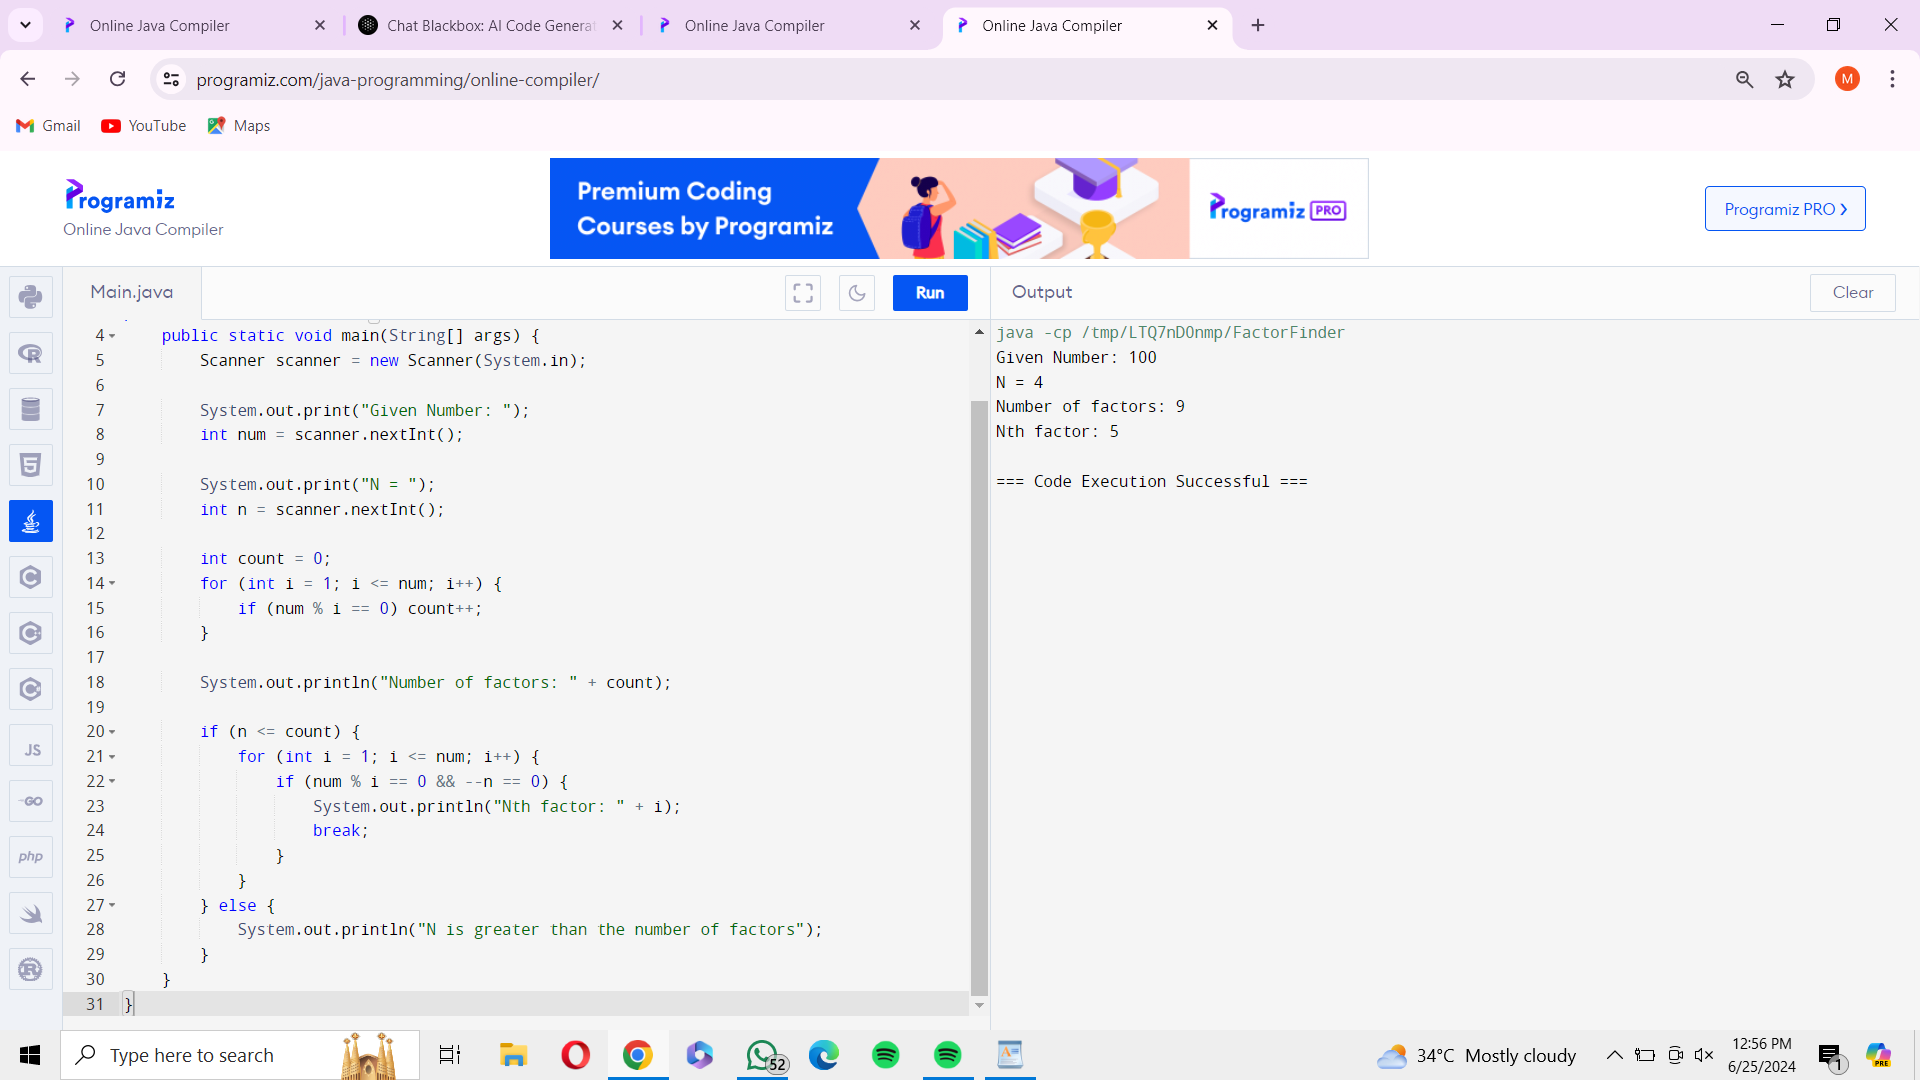 Online Java Compiler
Chat Blackbox: AI Code Generat
Online Java Compiler
Online Java Compiler
programiz.com/java-programming/online-compiler/
M
Gmail
YouTube
Maps
Programiz
Online Java Compiler
Premium Coding
Courses by Programiz
Programiz PRO
Programiz PRO ›
Main.java
Run
Output
Clear
4 public static void main(String[] args) {
5 Scanner scanner = new Scanner(System.in);
6
7 System.out.print("Given Number: ");
8 int num = scanner.nextInt();
9
10 System.out.print("N = ");
11 int n = scanner.nextInt();
12
13 int count = 0;
14 for (int i = 1; i <= num; i++) {
15 if (num % i == 0) count++;
16 }
17
18 System.out.println("Number of factors: " + count);
19
20 if (n <= count) {
21 for (int i = 1; i <= num; i++) {
22 if (num % i == 0 && --n == 0) {
23 System.out.println("Nth factor: " + i);
24 break;
25 }
26 }
27 } else {
28 System.out.println("N is greater than the number of factors");
29 }
30 }
31 }
java -cp /tmp/LTQ7nDOnmp/FactorFinder
Given Number: 100
N = 4
Number of factors: 9
Nth factor: 5
=== Code Execution Successful ===
JS
GO
php
Type here to search
52
34°C Mostly cloudy
12:56 PM
6/25/2024
1
PRE